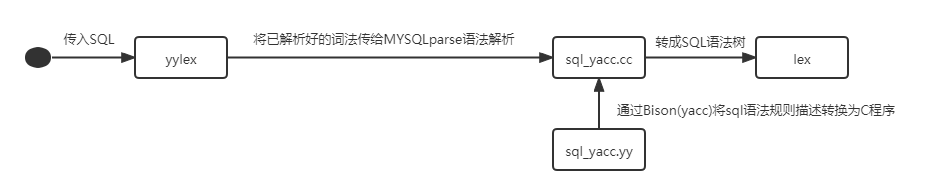 传入SQL
yylex
将已解析好的词法传给MYSQLparse语法解析
sql_yacc.cc
转成SQL语法树
lex
通过Bison(yacc)将sql语法规则描述转换为C程序
sql_yacc.yy